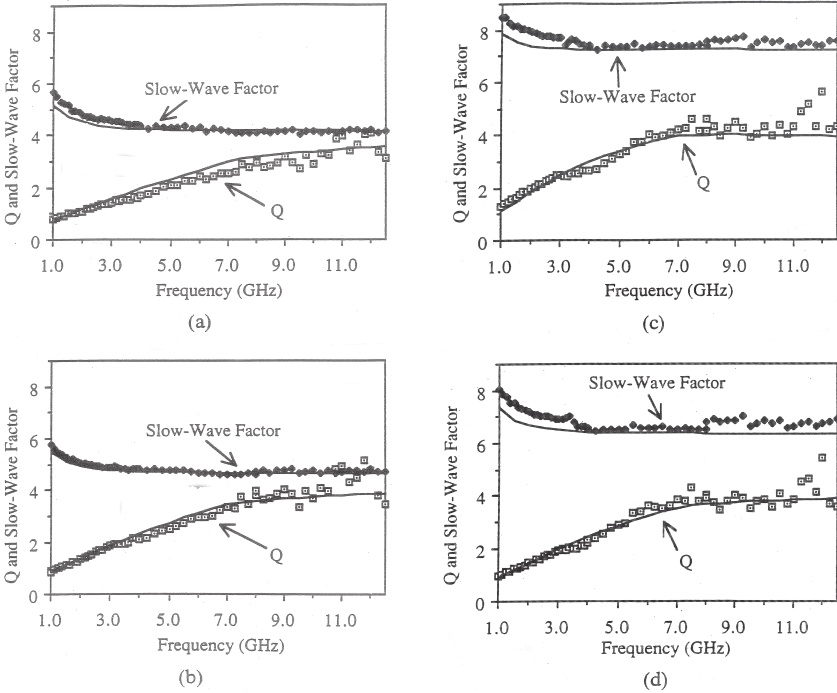 Q and Slow-Wave Factor
8
6
4
2
0
Slow-Wave Factor
Q
1.0 3.0 5.0 7.0 9.0 11.0
Frequency (GHz)
(a)
Q and Slow-Wave Factor
8
6
4
2
0
Slow-Wave Factor
Q
1.0 3.0 5.0 7.0 9.0 11.0
Frequency (GHz)
(c)
Q and Slow-Wave Factor
8
6
4
2
0
Slow-Wave Factor
Q
1.0 3.0 5.0 7.0 9.0 11.0
Frequency (GHz)
(b)
Q and Slow-Wave Factor
8
6
4
2
0
Slow-Wave Factor
Q
1.0 3.0 5.0 7.0 9.0 11.0
Frequency (GHz)
(d)